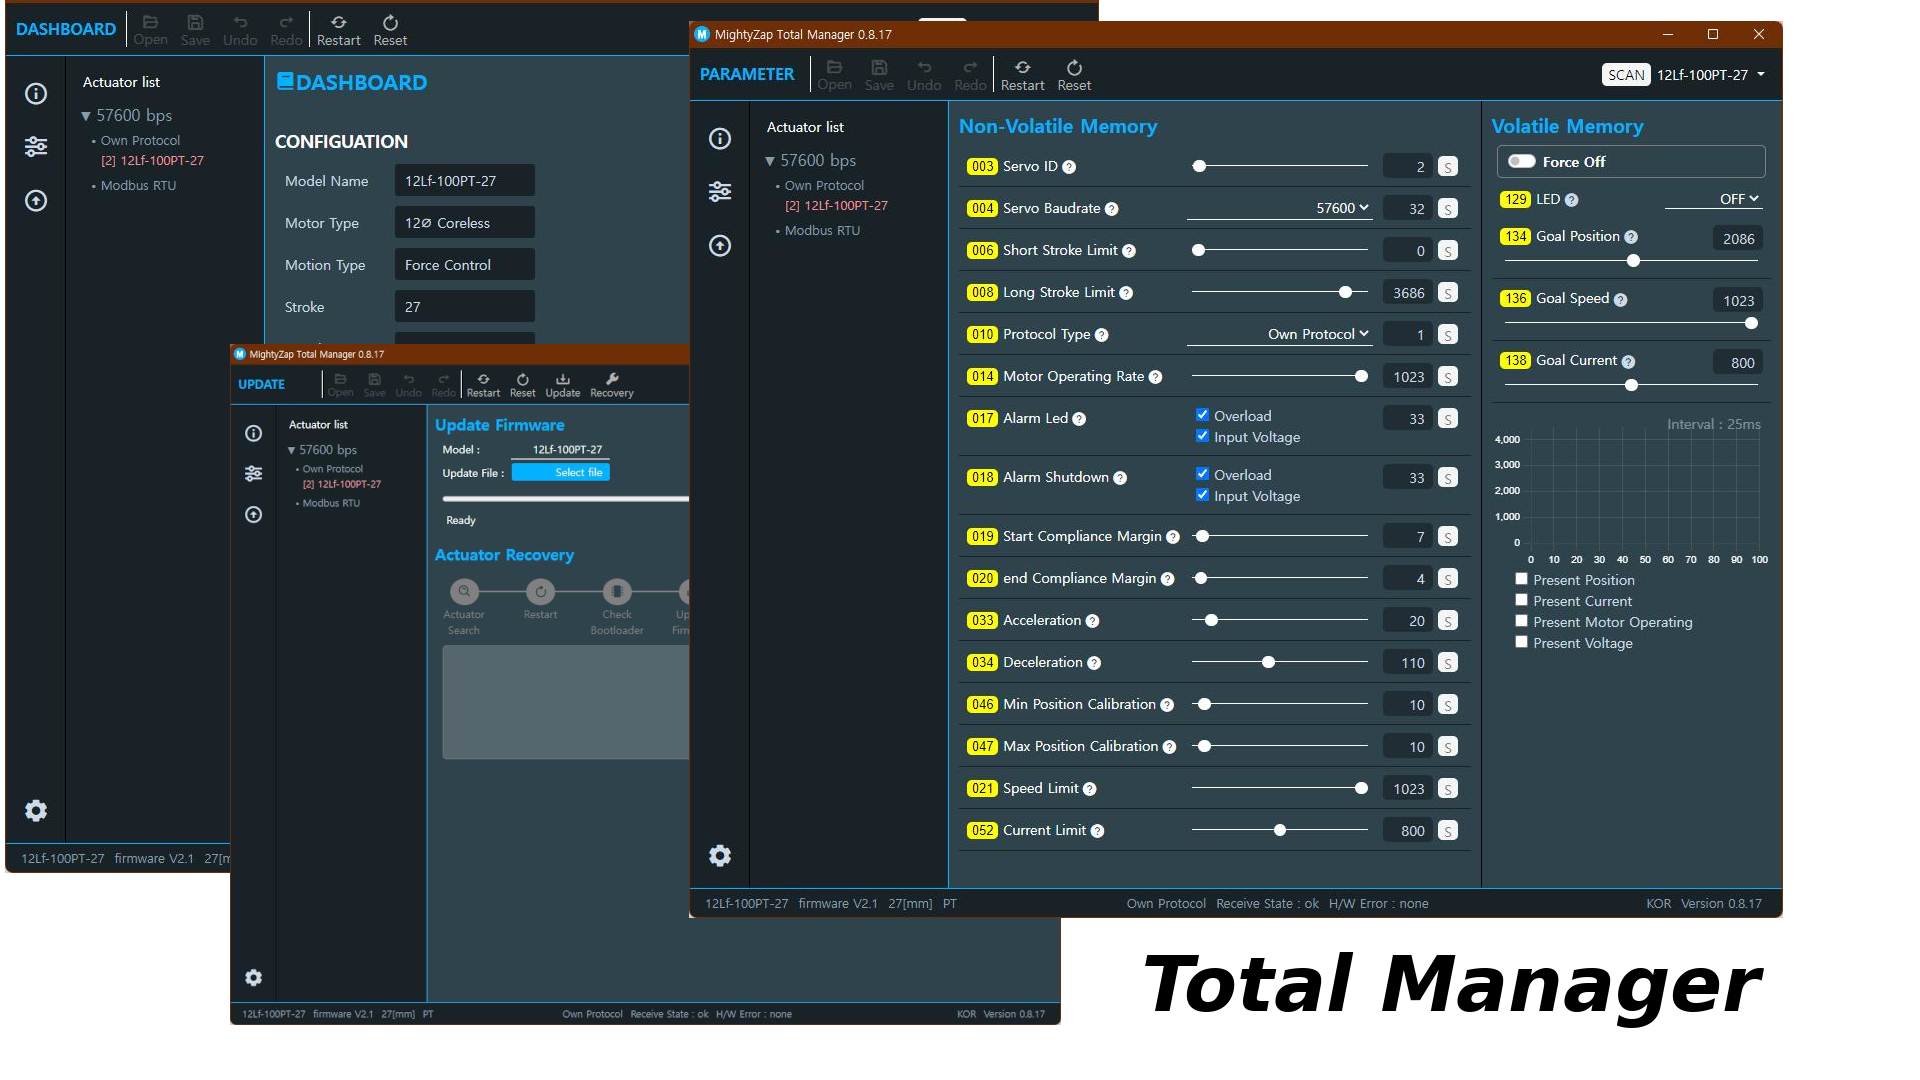 DASHBOARD
Open Save Undo Redo Restart Reset
Actuator list
▼ 57600 bps
• Own Protocol
[2] 12Lf-100PT-27
• Modbus RTU
DASHBOARD
CONFIGUATION
Model Name 12Lf-100PT-27
Motor Type 12Ø Coreless
Motion Type Force Control
Stroke 27
12Lf-100PT-27 firmware V2.1
MightyZap Total Manager 0.8.17
UPDATE
Open Save Undo Redo Restart Reset Update Recovery
Actuator list
▼ 57600 bps
• Own Protocol
[2] 12Lf-100PT-27
• Modbus RTU
Update Firmware
Model : 12Lf-100PT-27
Update File : Select file
Ready
Actuator Recovery
Actuator Search
Restart
Check Bootloader
12Lf-100PT-27 firmware V2.1 27[mm] PT
Own Protocol Receive State : ok H/W Error : none
KOR Version 0.8.17
MightyZap Total Manager 0.8.17
PARAMETER
Open Save Undo Redo Restart Reset
SCAN 12Lf-100PT-27
Actuator list
▼ 57600 bps
• Own Protocol
[2] 12Lf-100PT-27
• Modbus RTU
Non-Volatile Memory
003 Servo ID ? 2 S
004 Servo Baudrate ? 57600 32 S
006 Short Stroke Limit ? 0 S
008 Long Stroke Limit ? 3686 S
010 Protocol Type ? Own Protocol 1 S
014 Motor Operating Rate ? 1023 S
017 Alarm Led ? Overload 33 S
Input Voltage
018 Alarm Shutdown ? Overload 33 S
Input Voltage
019 Start Compliance Margin ? 7 S
020 end Compliance Margin ? 4 S
033 Acceleration ? 20 S
034 Deceleration ? 110 S
046 Min Position Calibration ? 10 S
047 Max Position Calibration ? 10 S
021 Speed Limit ? 1023 S
052 Current Limit ? 800 S
Volatile Memory
Force Off
129 LED ? OFF
134 Goal Position ? 2086
136 Goal Speed ? 1023
138 Goal Current ? 800
Interval : 25ms
4,000
3,000
2,000
1,000
0
0 10 20 30 40 50 60 70 80 90 100
Present Position
Present Current
Present Motor Operating
Present Voltage
12Lf-100PT-27 firmware V2.1 27[mm] PT
Own Protocol Receive State : ok H/W Error : none
KOR Version 0.8.17
Total Manager